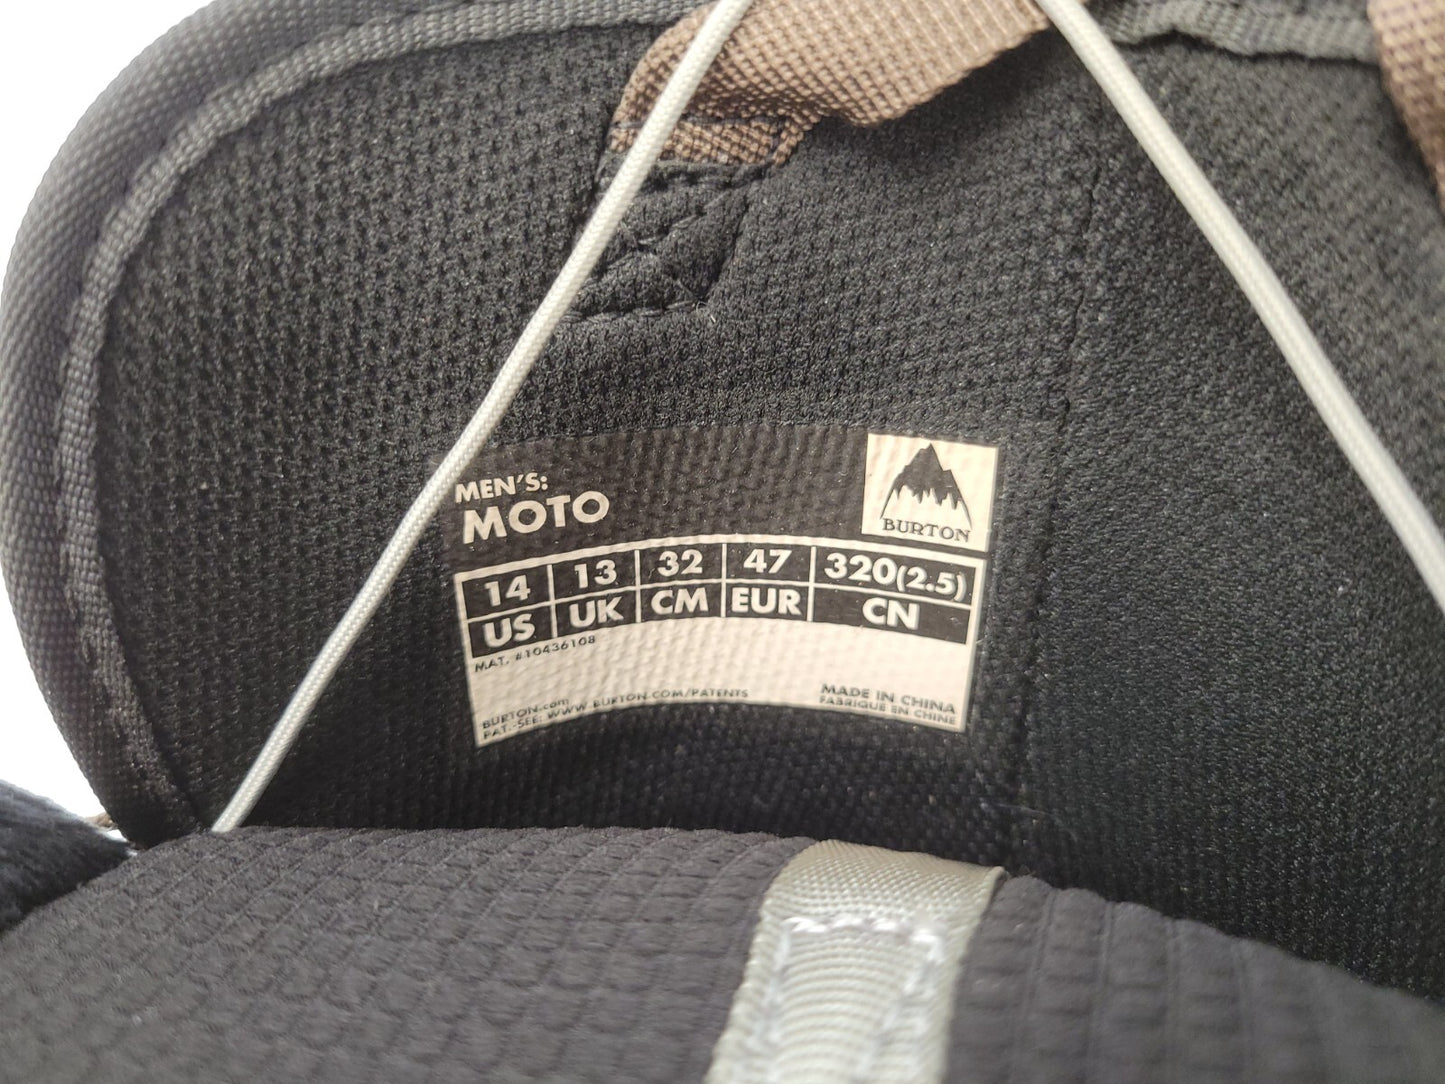 MEN'S:
MOTO
BURTON
14 13 32 47 320(2.5)
US UK CM EUR CN
MAT. #10436108
BURTON.com
PAT.-SEE: WWW.BURTON.COM/PATENTS
MADE IN CHINA
FABRIQUE EN CHINE